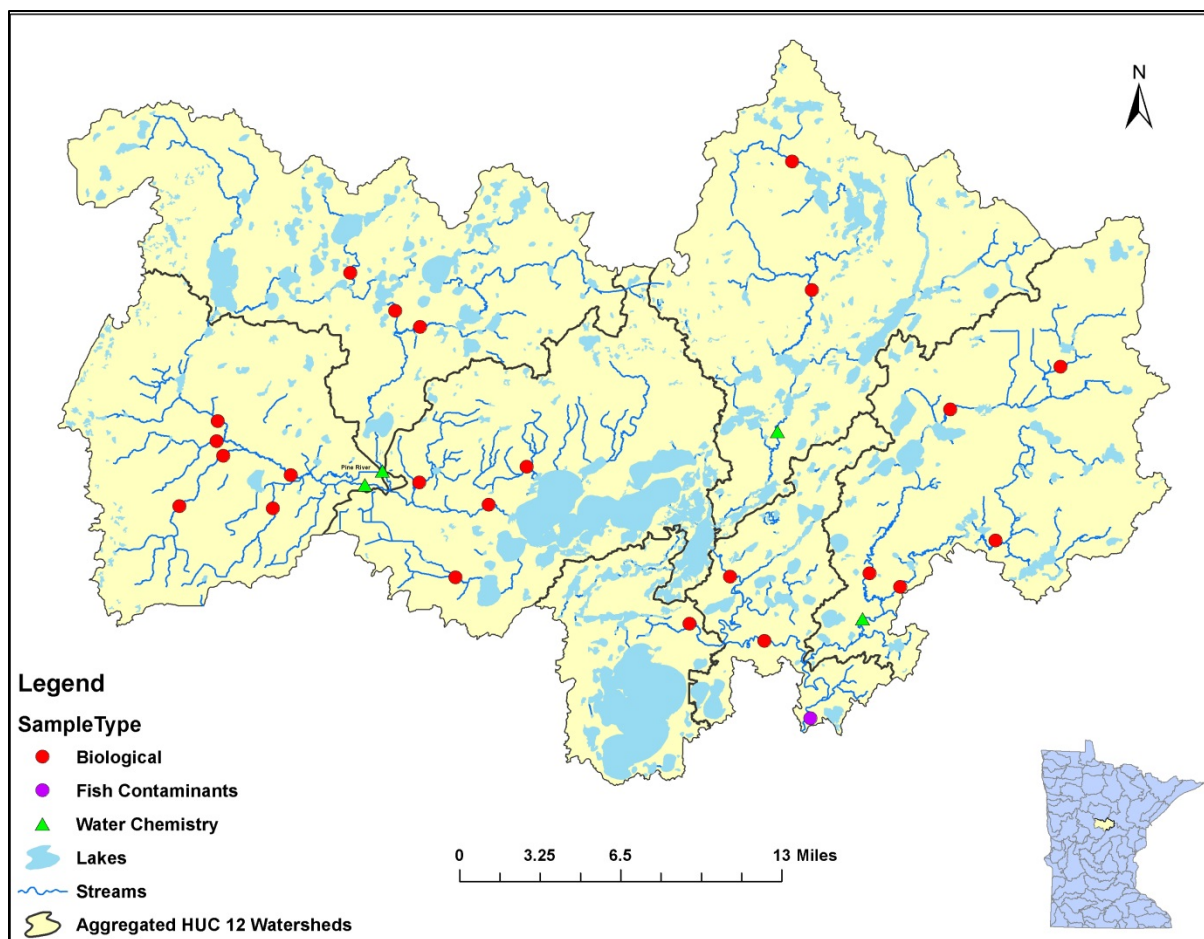 N
Pine River
Legend
SampleType
Biological
Fish Contaminants
Water Chemistry
Lakes
Streams
Aggregated HUC 12 Watersheds
0 3.25 6.5 13 Miles